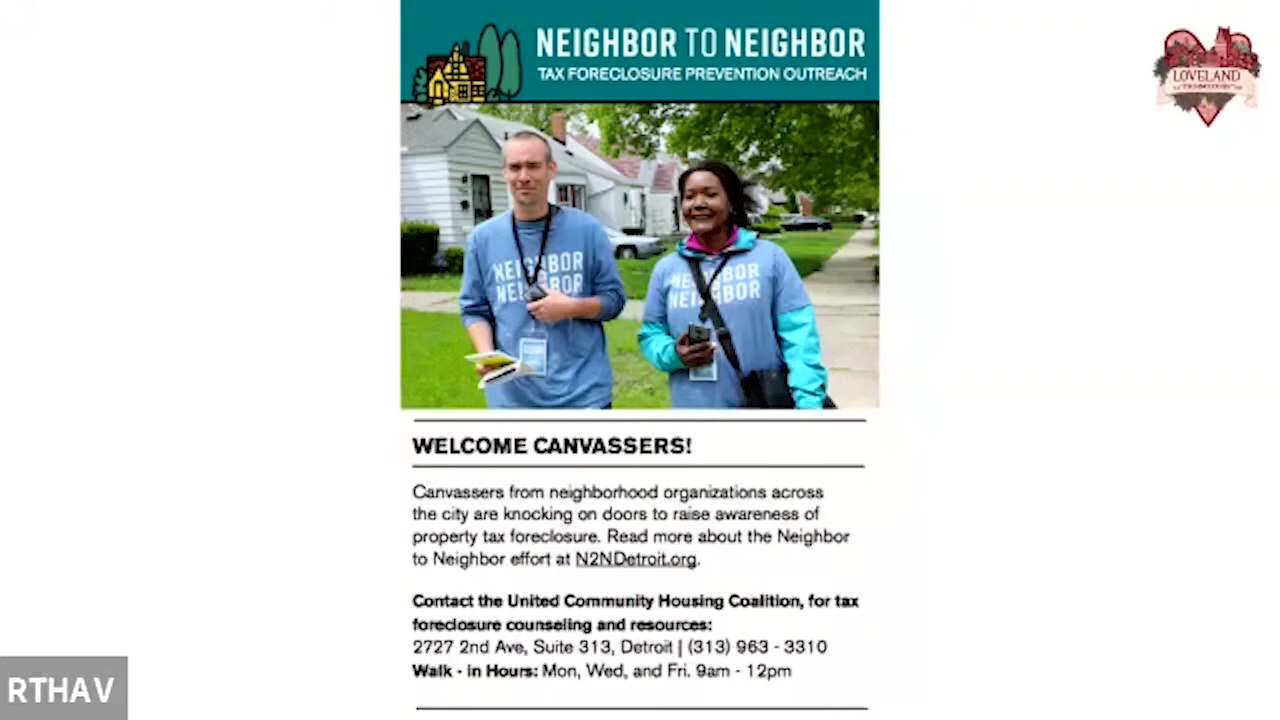 NEIGHBOR TO NEIGHBOR
TAX FORECLOSURE PREVENTION OUTREACH
LOVELAND
NEIGHBOR
NEIGHBOR
NEIGHBOR
NEIGHBOR
WELCOME CANVASSERS!
Canvassers from neighborhood organizations across
the city are knocking on doors to raise awareness of
property tax foreclosure. Read more about the Neighbor
to Neighbor effort at N2NDetroit.org.
Contact the United Community Housing Coalition, for tax
foreclosure counseling and resources:
2727 2nd Ave, Suite 313, Detroit | (313) 963 - 3310
Walk - in Hours: Mon, Wed, and Fri. 9am - 12pm
RTHAV